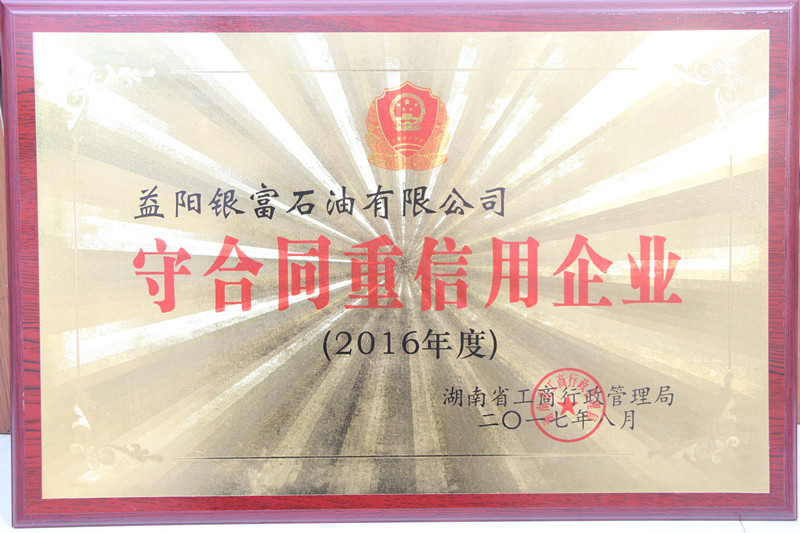 益阳银富石油有限公司
守合同重信用企业
(2016年度)
湖南省工商行政管理局
二〇一七年八月